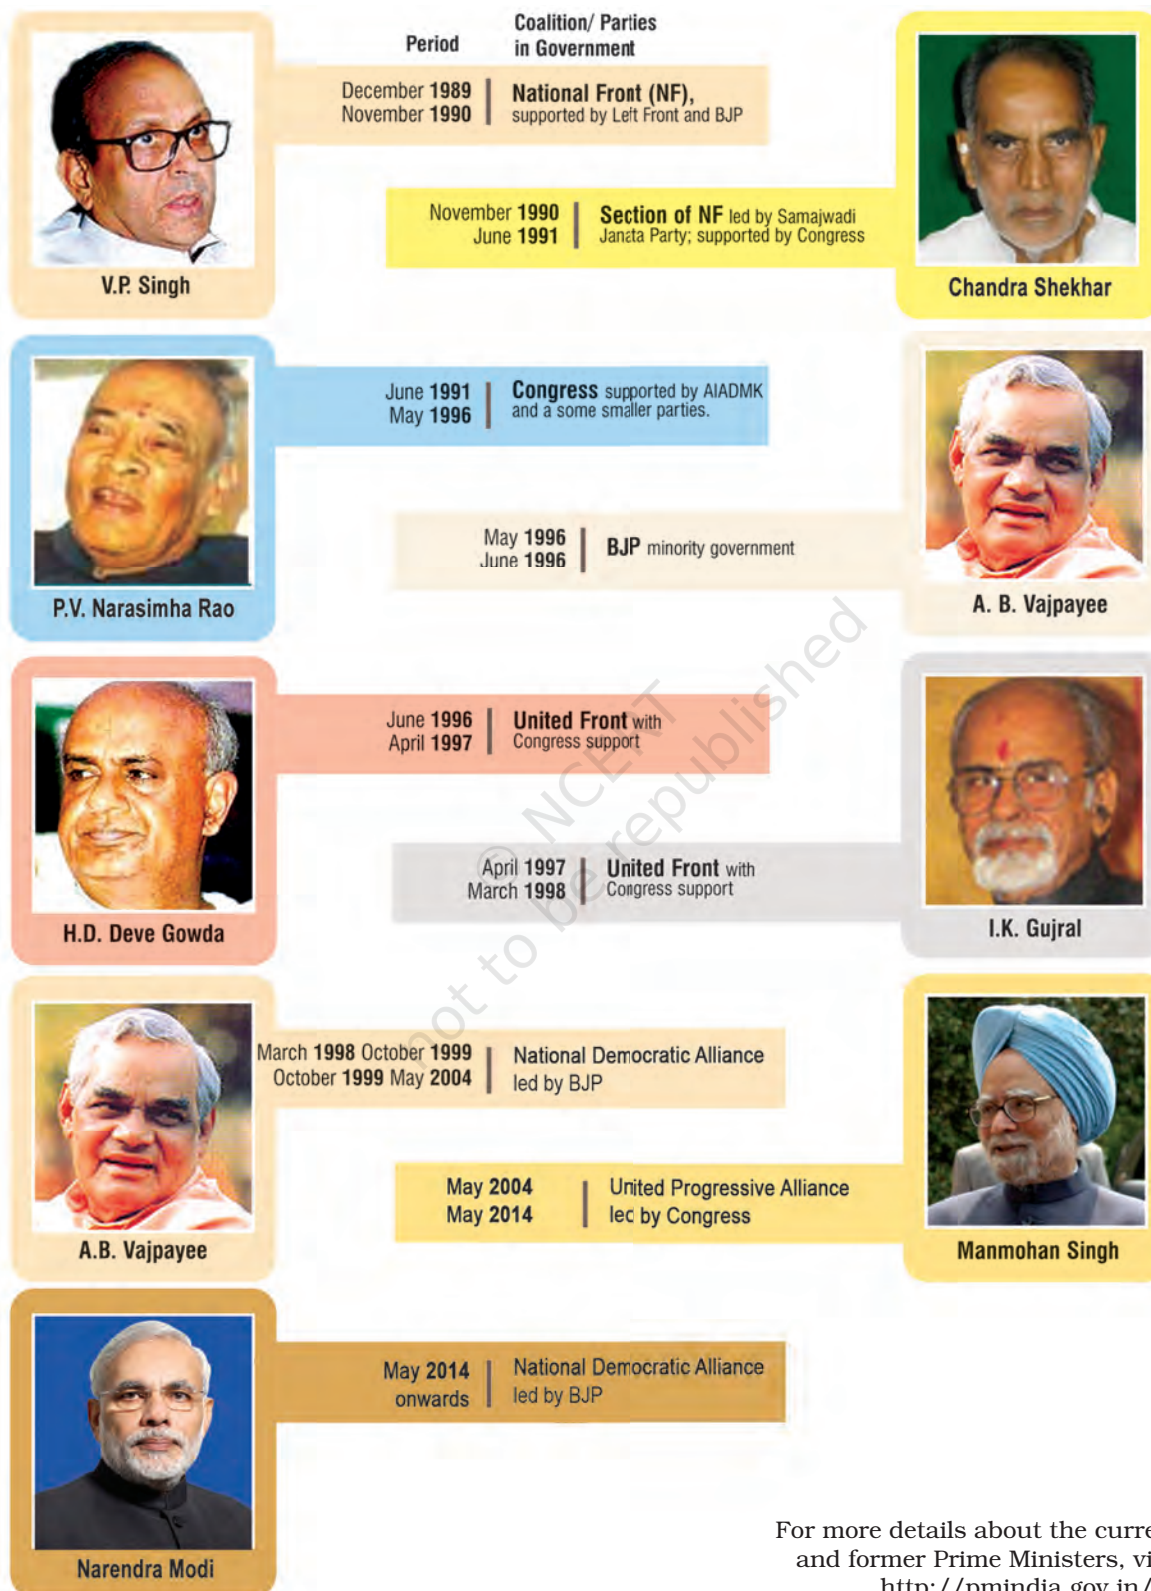 Period
Coalition/ Parties
in Government
December 1989
November 1990
National Front (NF),
supported by Left Front and BJP
V.P. Singh
November 1990
June 1991
Section of NF led by Samajwadi
Janata Party; supported by Congress
Chandra Shekhar
June 1991
May 1996
Congress supported by AIADMK
and a some smaller parties.
P.V. Narasimha Rao
May 1996
June 1996
BJP minority government
A. B. Vajpayee
June 1996
April 1997
United Front with
Congress support
H.D. Deve Gowda
April 1997
March 1998
United Front with
Congress support
I.K. Gujral
March 1998 October 1999
October 1999 May 2004
National Democratic Alliance
led by BJP
A.B. Vajpayee
May 2004
May 2014
United Progressive Alliance
led by Congress
Manmohan Singh
May 2014
onwards
National Democratic Alliance
led by BJP
Narendra Modi
© NCERT
not to be republished
For more details about the curre
and former Prime Ministers, vi
http://pmindia.gov.in/